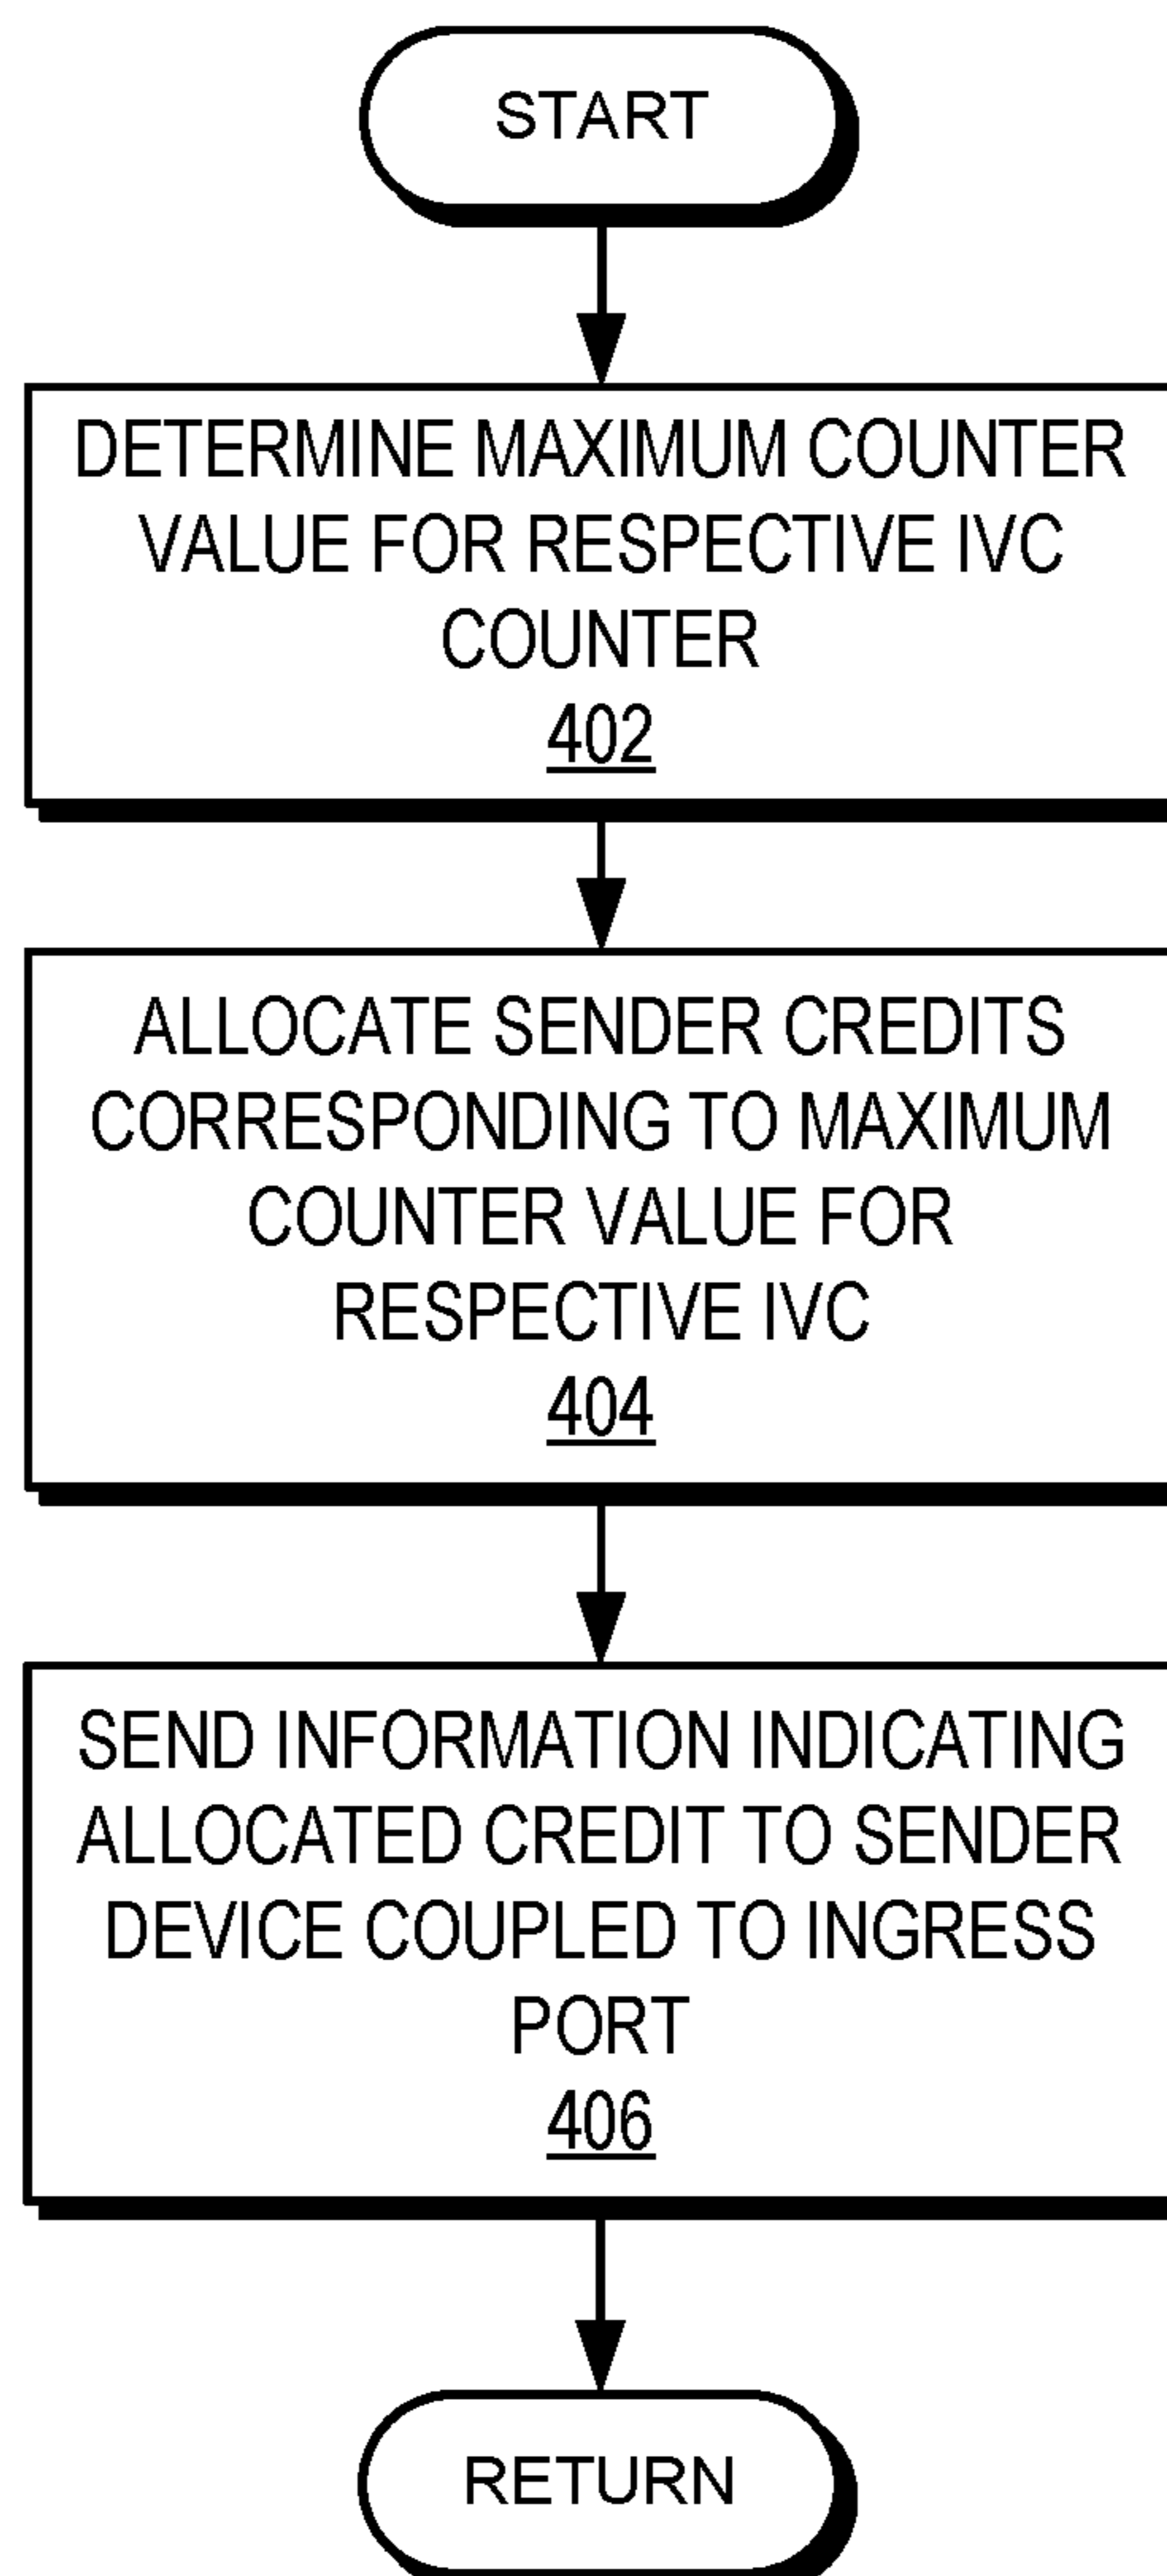 START
DETERMINE MAXIMUM COUNTER
VALUE FOR RESPECTIVE IVC
COUNTER
402
ALLOCATE SENDER CREDITS
CORRESPONDING TO MAXIMUM
COUNTER VALUE FOR
RESPECTIVE IVC
404
SEND INFORMATION INDICATING
ALLOCATED CREDIT TO SENDER
DEVICE COUPLED TO INGRESS
PORT
406
RETURN